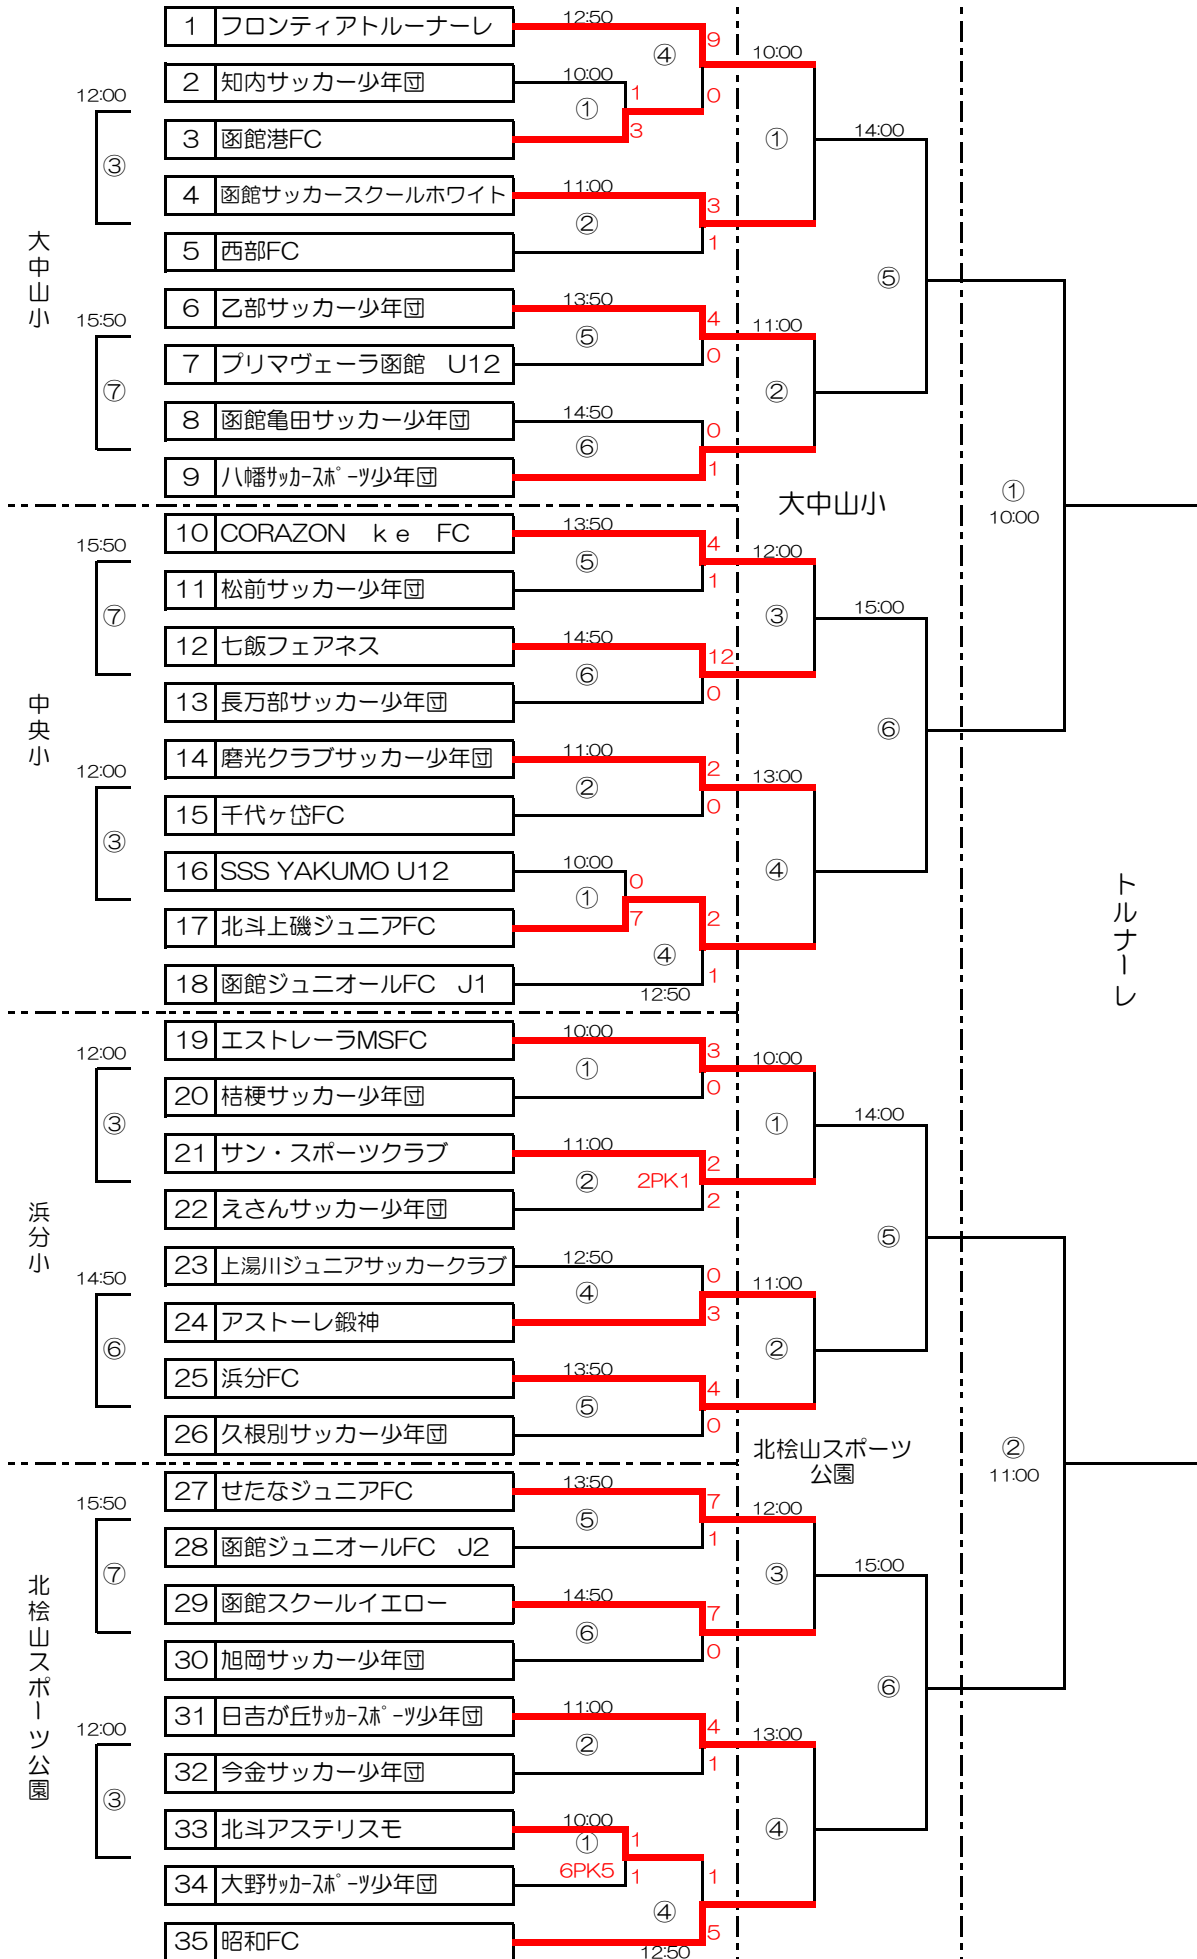 1 フロンティアトルーナーレ 12:50 9
④ 10:00
2 知内サッカー少年団 10:00 1 0
12:00
①
3 函館港FC 3 ① 14:00
③
4 函館サッカースクールホワイト 11:00 3
②
5 西部FC 1
大中山小
⑤
6 乙部サッカー少年団 13:50 4
15:50
⑤ 11:00
7 プリマヴェーラ函館 U12 0
⑦ ②
8 函館亀田サッカー少年団 14:50 0
⑥
9 八幡ｻｯｶｰｽﾎﾟｰﾂ少年団 1
大中山小
① 10:00
10 CORAZON ｋｅ FC 13:50 4
15:50
⑤ 12:00
11 松前サッカー少年団 1
⑦ ③ 15:00
12 七飯フェアネス 14:50 12
⑥
13 長万部サッカー少年団 0
中央小
⑥
14 磨光クラブサッカー少年団 11:00 2
12:00
② 13:00
15 千代ヶ岱FC 0
③
16 SSS YAKUMO U12 10:00 0 ④
①
17 北斗上磯ジュニアFC 7 2
④
18 函館ジュニオールFC J1 12:50 1
トルナーレ
19 エストレーラMSFC 10:00 3
12:00
① 10:00
20 桔梗サッカー少年団 0
③ ① 14:00
21 サン・スポーツクラブ 11:00 2
② 2PK1
22 えさんサッカー少年団 2
浜分小
⑤
23 上湯川ジュニアサッカークラブ 12:50 0
14:50
④ 11:00
24 アストーレ鍛神 3
⑥ ②
25 浜分FC 13:50 4
⑤
26 久根別サッカー少年団 0
北桧山スポーツ
公園
② 11:00
27 せたなジュニアFC 13:50 7
15:50
⑤ 12:00
28 函館ジュニオールFC J2 1
⑦ ③ 15:00
29 函館スクールイエロー 14:50 7
⑥
30 旭岡サッカー少年団 0
北桧山スポーツ公園
⑥
31 日吉が丘ｻｯｶｰｽﾎﾟｰﾂ少年団 11:00 4
12:00
② 13:00
32 今金サッカー少年団 1
③
33 北斗アステリスモ 10:00 1 ④
①
6PK5
34 大野ｻｯｶｰｽﾎﾟｰﾂ少年団 1 1
④
35 昭和FC 12:50 5